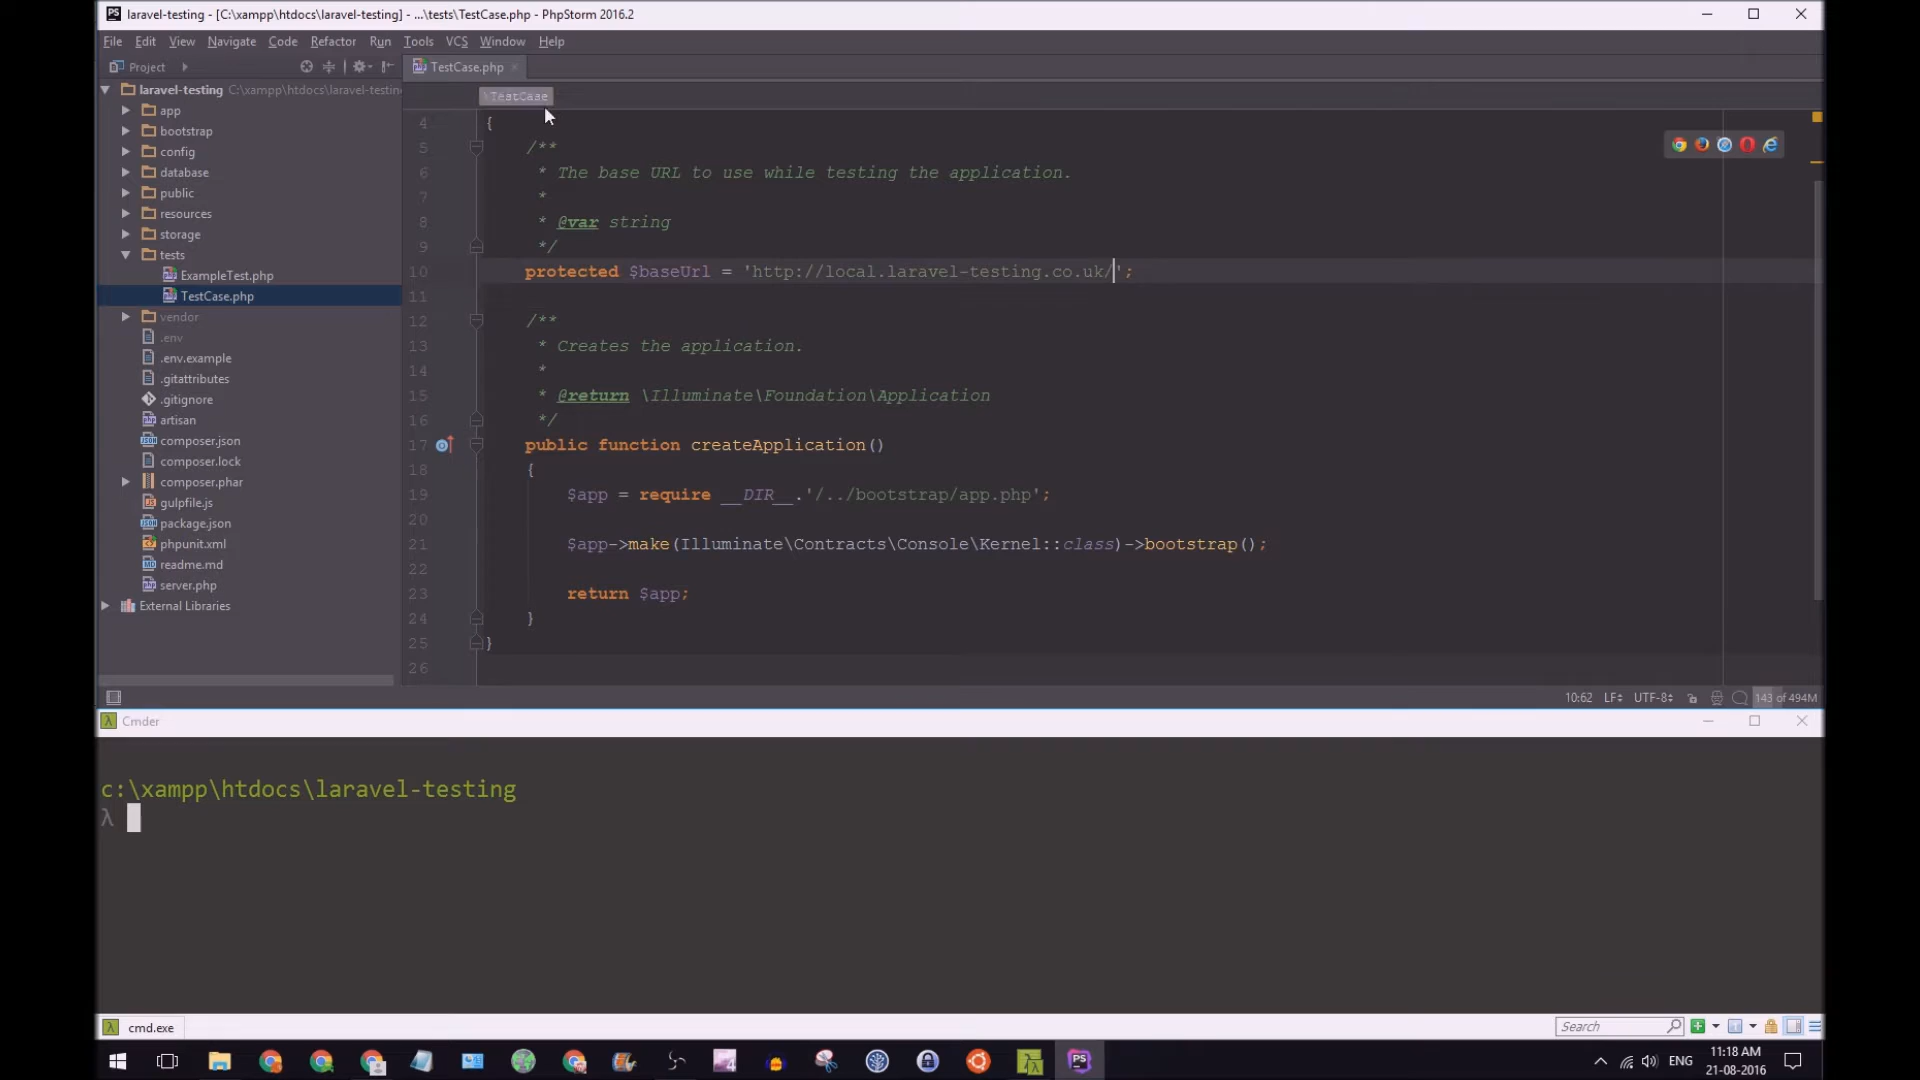 laravel-testing - [C:\xampp\htdocs\laravel-testing] - ...\tests\TestCase.php - PhpStorm 2016.2
File Edit View Navigate Code Refactor Run Tools VCS Window Help
Project
TestCase.php
laravel-testing C:\xampp\htdocs\laravel-testing
app
bootstrap
config
database
public
resources
storage
tests
ExampleTest.php
TestCase.php
vendor
.env
.env.example
.gitattributes
.gitignore
artisan
composer.json
composer.lock
composer.phar
gulpfile.js
package.json
phpunit.xml
readme.md
server.php
External Libraries
\TestCase
4 {
5 /**
6 * The base URL to use while testing the application.
7 *
8 * @var string
9 */
10 protected $baseUrl = 'http://local.laravel-testing.co.uk/';
11
12 /**
13 * Creates the application.
14 *
15 * @return \Illuminate\Foundation\Application
16 */
17 public function createApplication()
18 {
19 $app = require __DIR__.'/../bootstrap/app.php';
20
21 $app->make(Illuminate\Contracts\Console\Kernel::class)->bootstrap();
22
23 return $app;
24 }
25 }
26
10:62 LF UTF-8 143 of 494M
Cmder
c:\xampp\htdocs\laravel-testing
λ
cmd.exe
Search
ENG
11:18 AM
21-08-2016